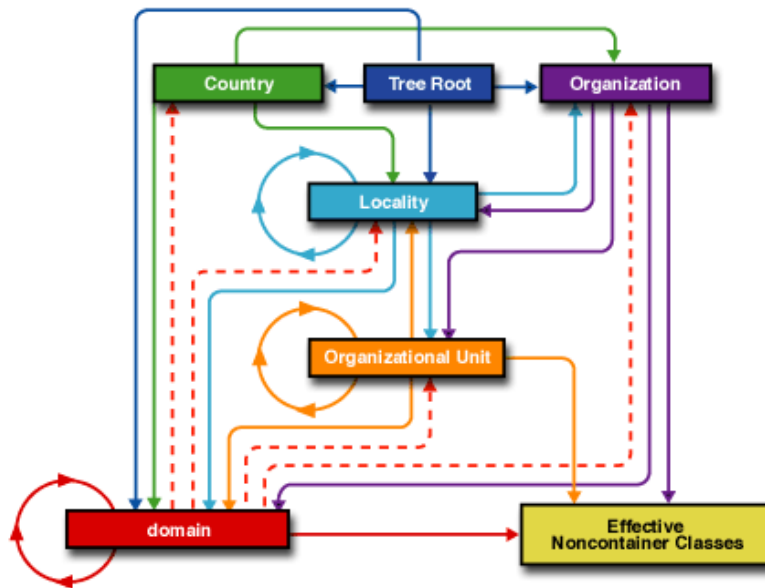 Country
Tree Root
Organization
Locality
Organizational Unit
domain
Effective
Noncontainer Classes